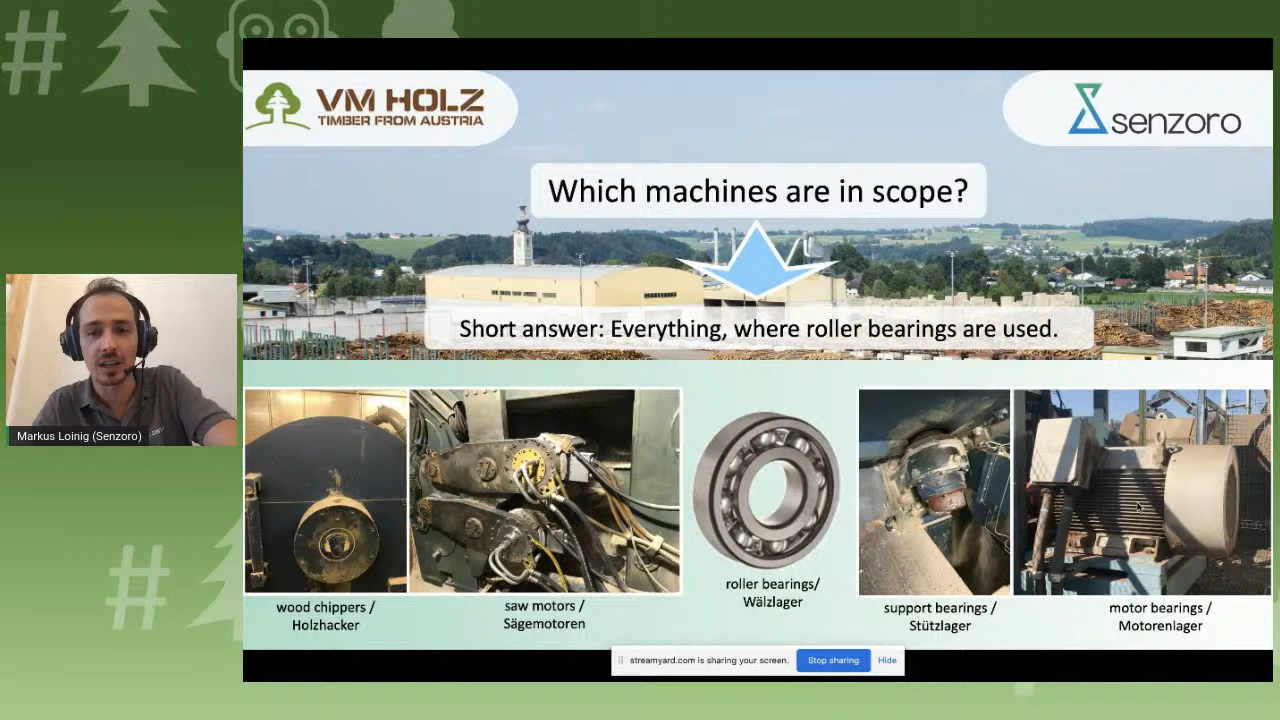 #
VM HOLZ
TIMBER FROM AUSTRIA
senzoro
Which machines are in scope?
Short answer: Everything, where roller bearings are used.
Markus Loinig (Senzoro)
wood chippers /
Holzhacker
saw motors /
Sägemotoren
roller bearings/
Wälzlager
support bearings /
Stützlager
motor bearings /
Motorenlager
#
streamyard.com is sharing your screen.
Stop sharing
Hide